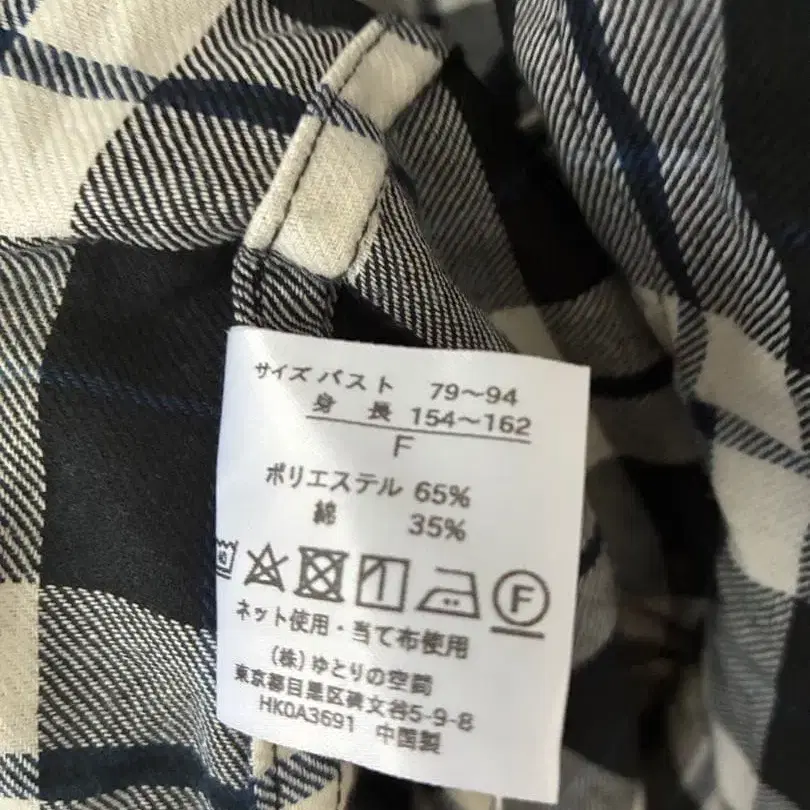 サイズ バスト 79～94
身 長 154～162
F
ポリエステル 65%
綿 35%
40 F
ネット使用・当て布使用
(株)ゆとりの空間
東京都目黒区碑文谷5-9-8
HK0A3691 中国製